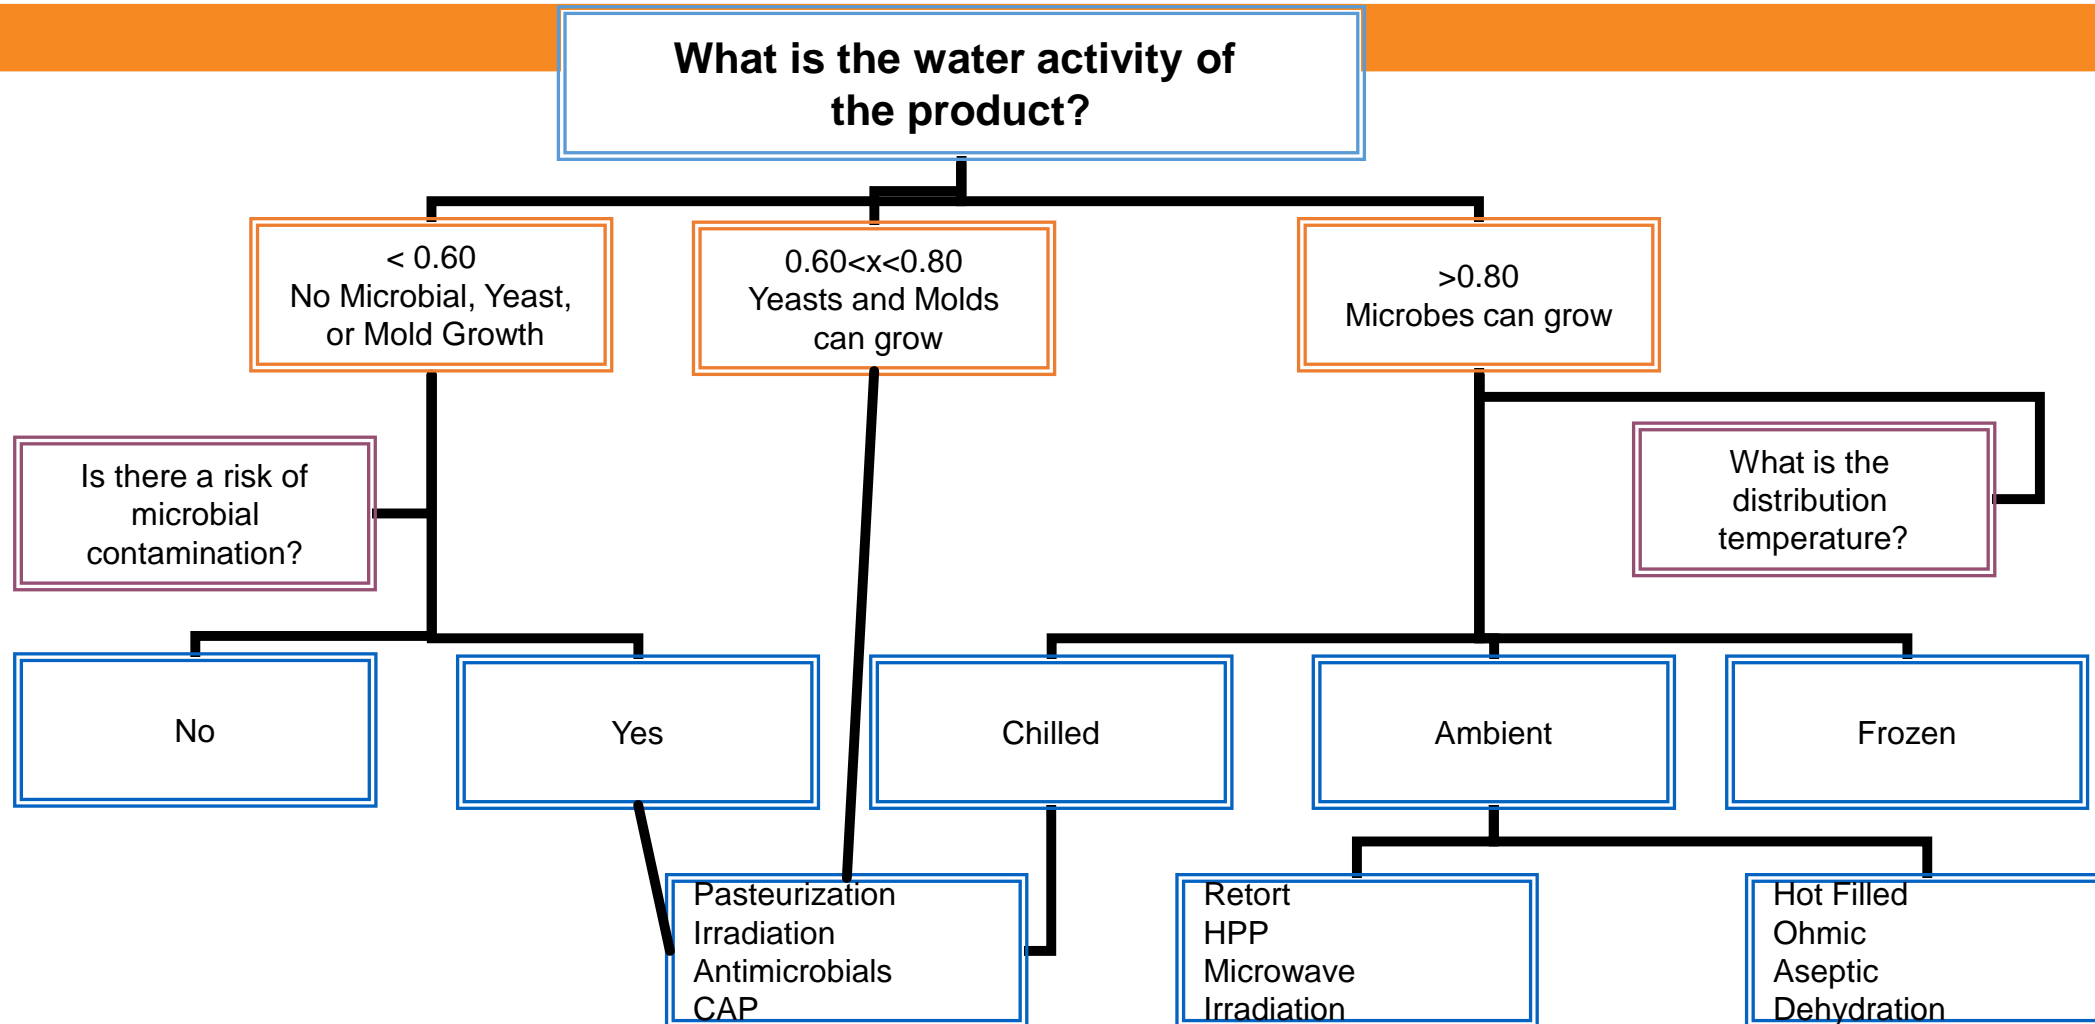 What is the water activity of
the product?
< 0.60
No Microbial, Yeast,
or Mold Growth
0.60<x<0.80
Yeasts and Molds
can grow
>0.80
Microbes can grow
Is there a risk of
microbial
contamination?
What is the
distribution
temperature?
No
Yes
Chilled
Ambient
Frozen
Pasteurization
Irradiation
Antimicrobials
CAP
Retort
HPP
Microwave
Irradiation
Hot Filled
Ohmic
Aseptic
Dehydration